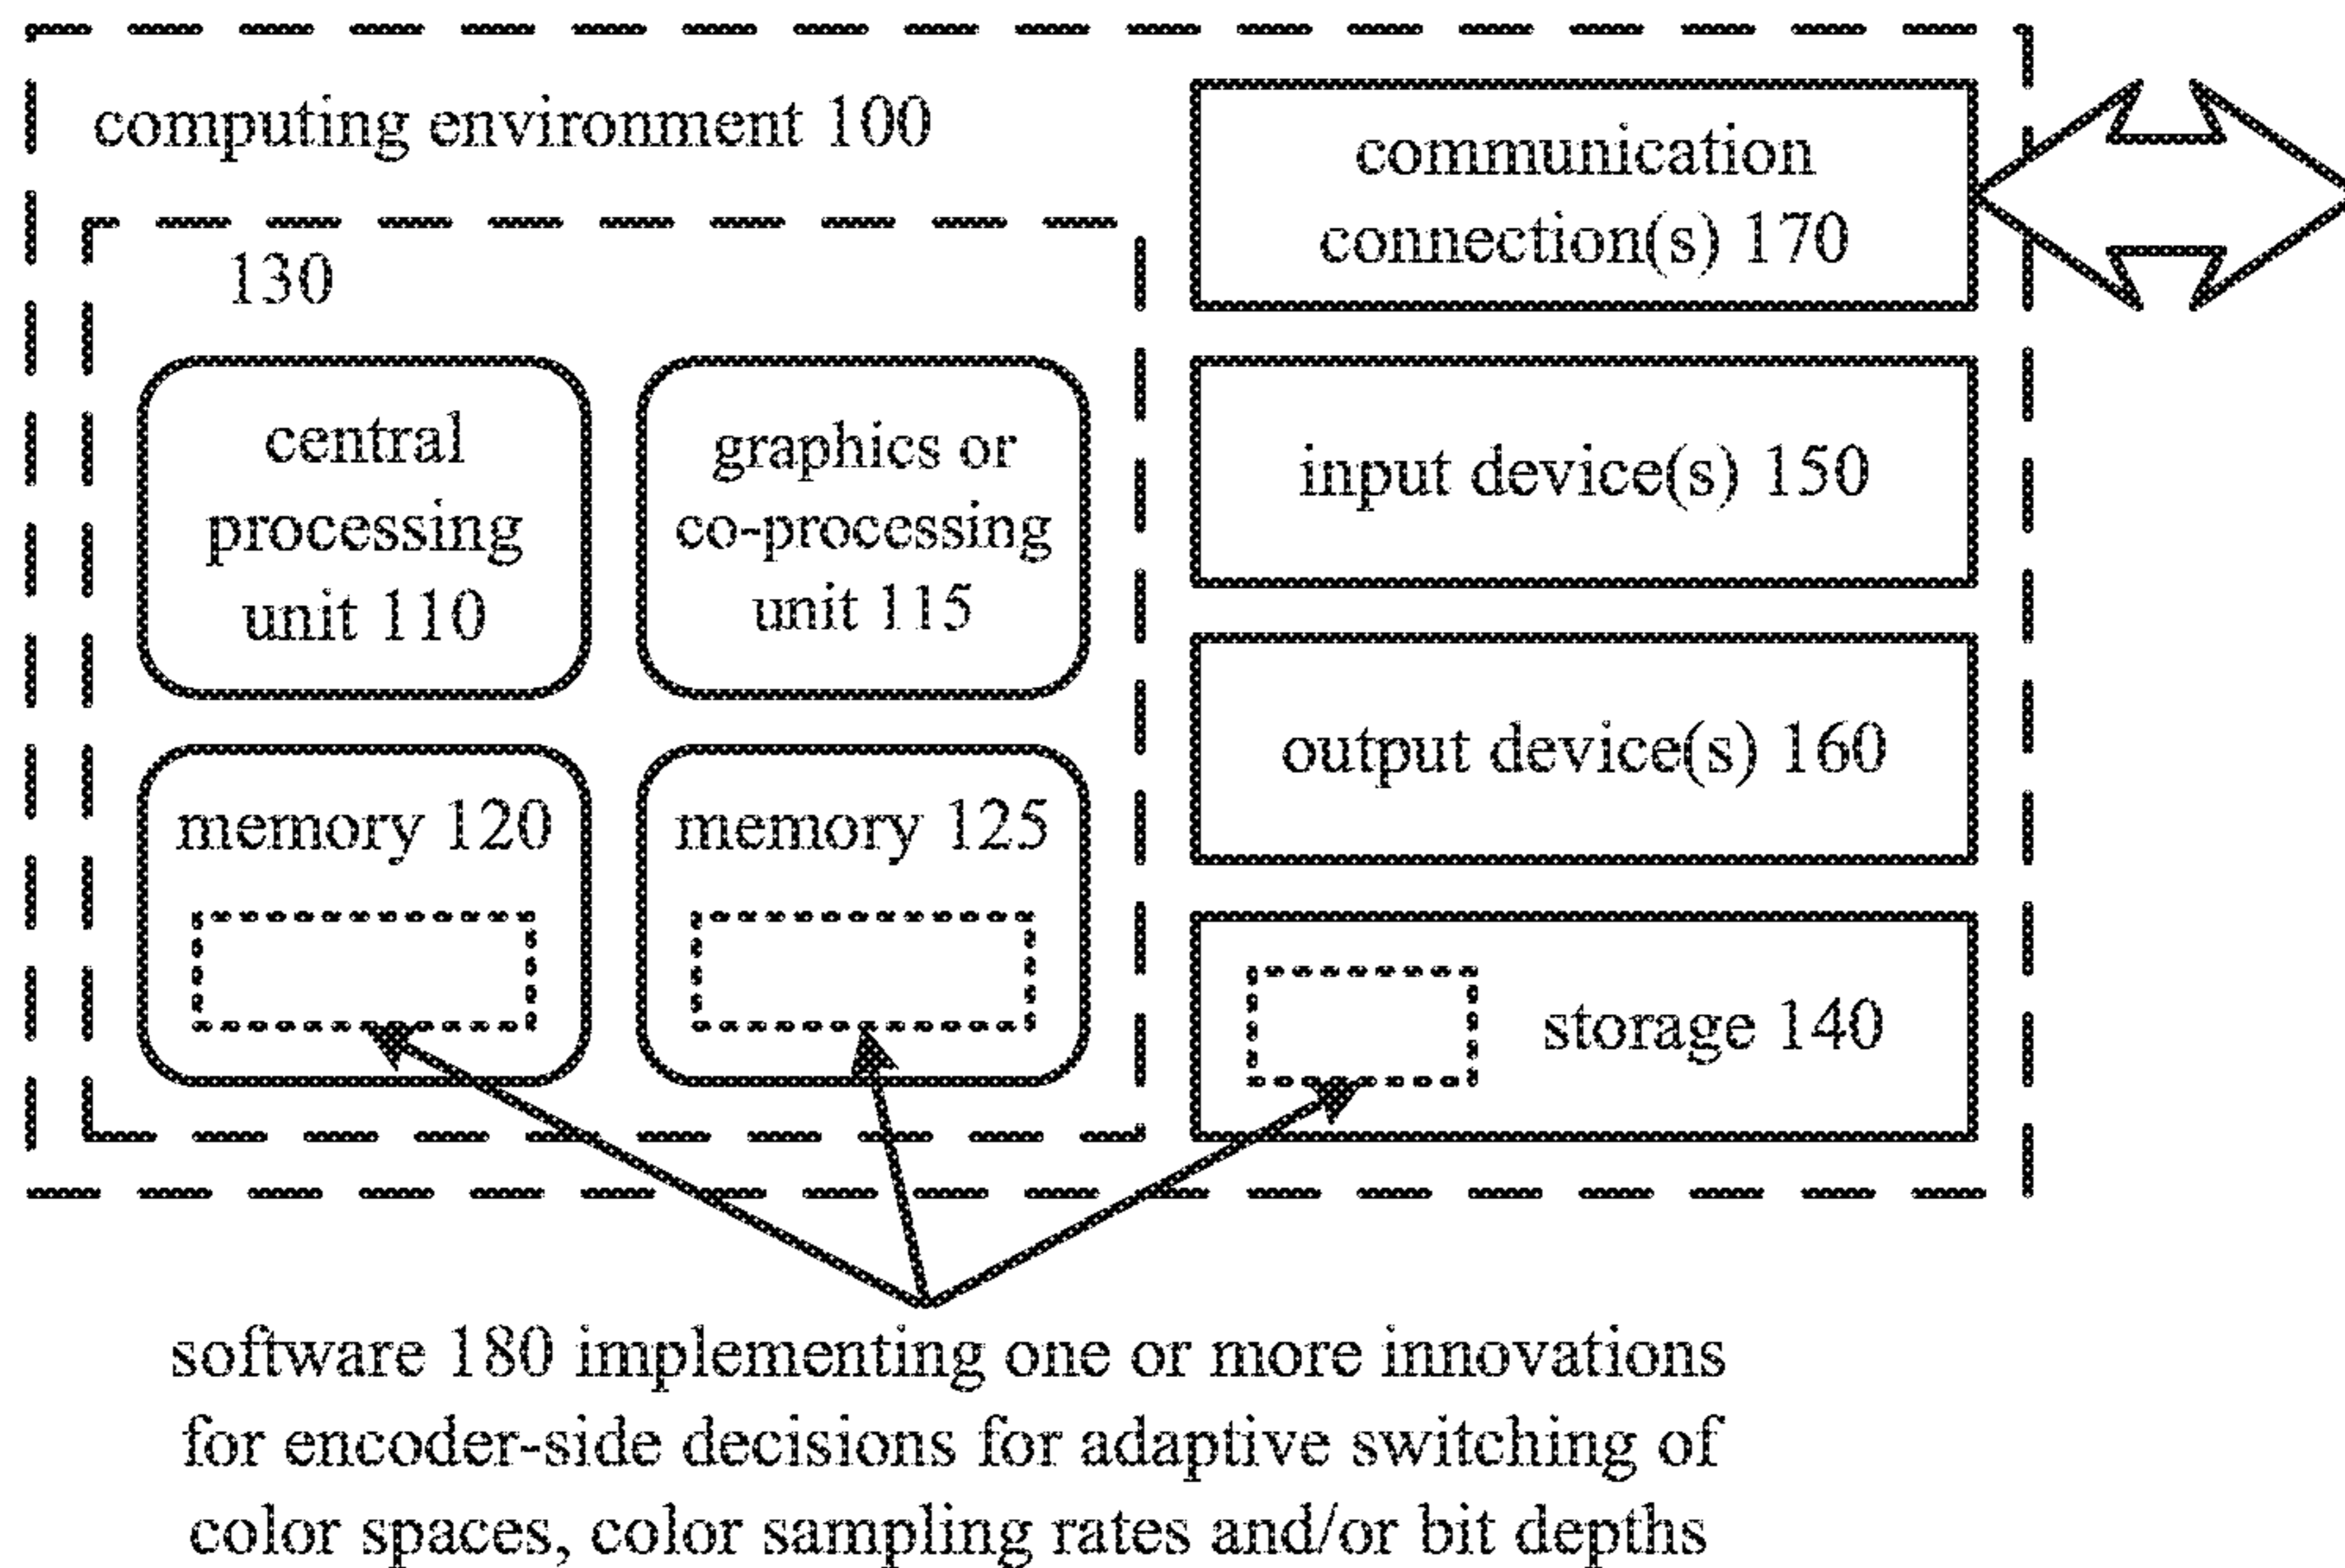 computing environment 100
130
central
processing
unit 110
graphics or
co-processing
unit 115
memory 120
memory 125
communication
connection(s) 170
input device(s) 150
output device(s) 160
storage 140
software 180 implementing one or more innovations
for encoder-side decisions for adaptive switching of
color spaces, color sampling rates and/or bit depths